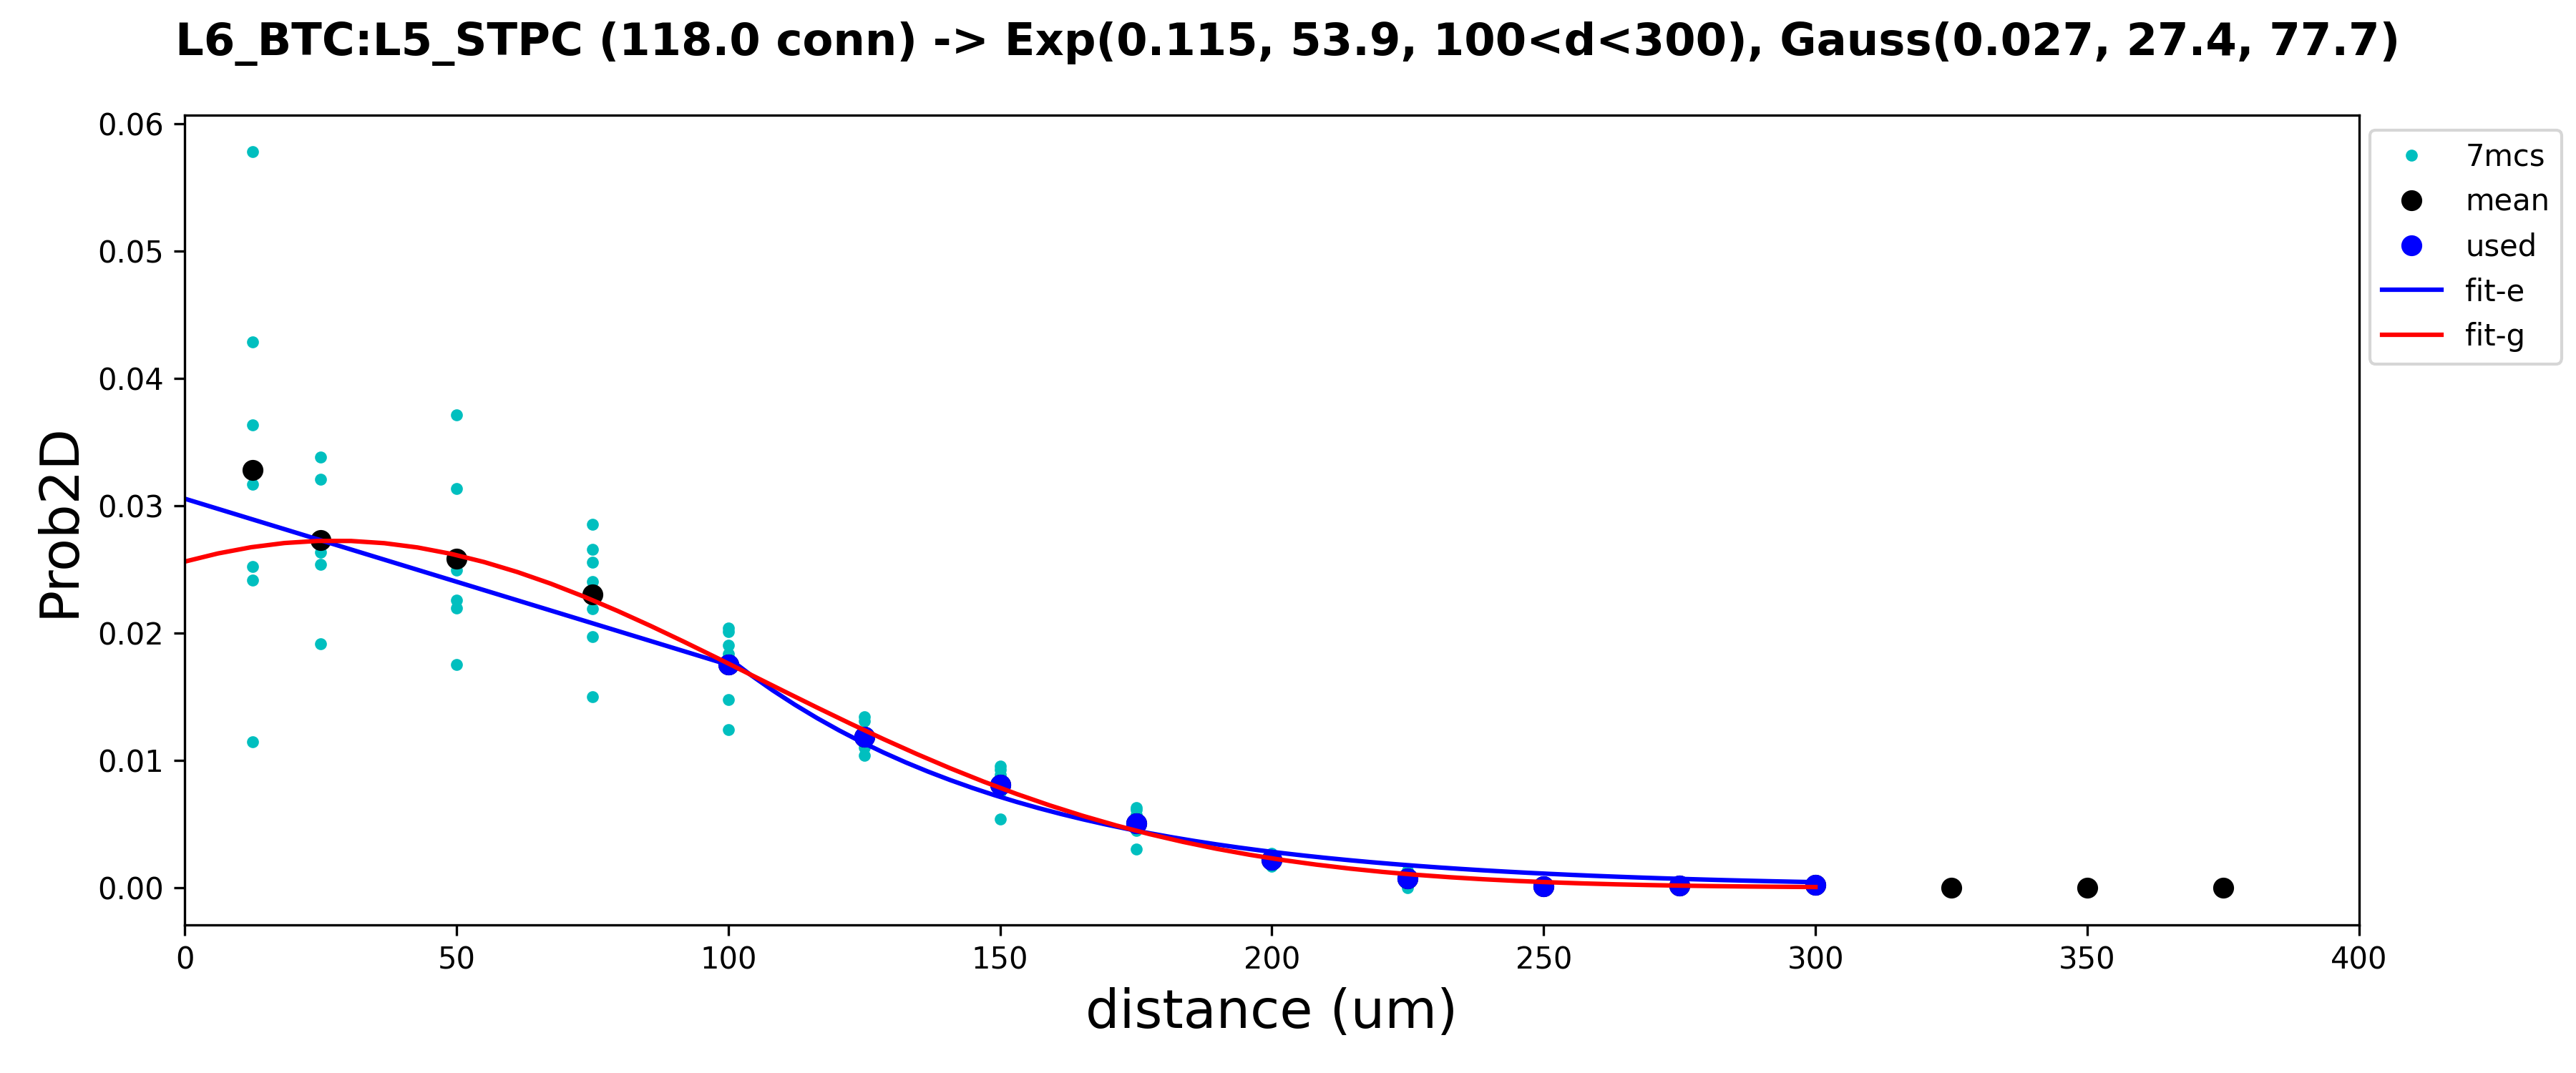 L6_BTC:L5_STPC (118.0 conn) -> Exp(0.115, 53.9, 100<d<300), Gauss(0.027, 27.4, 77.7)
0.06
0.05
0.04
0.03
0.02
0.01
0.00
Prob2D
0 50 100 150 200 250 300 350 400
distance (um)
7mcs
mean
used
fit-e
fit-g